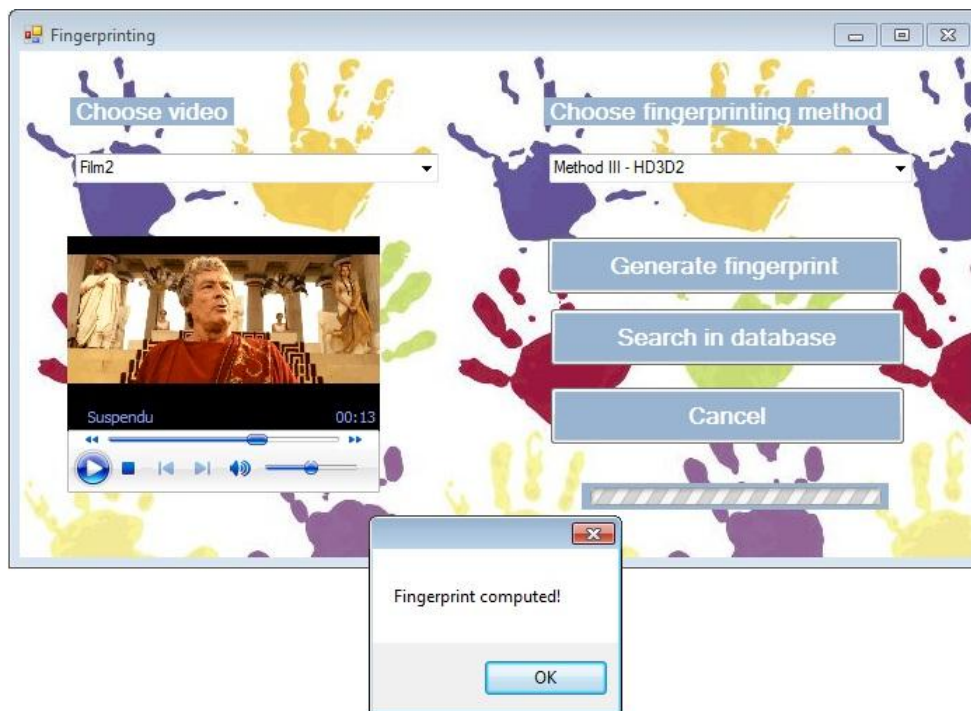 Fingerprinting
Choose video
Choose fingerprinting method
Film2
Method III - HD3D2
Generate fingerprint
Search in database
Cancel
Suspendu 00:13
Fingerprint computed!
OK